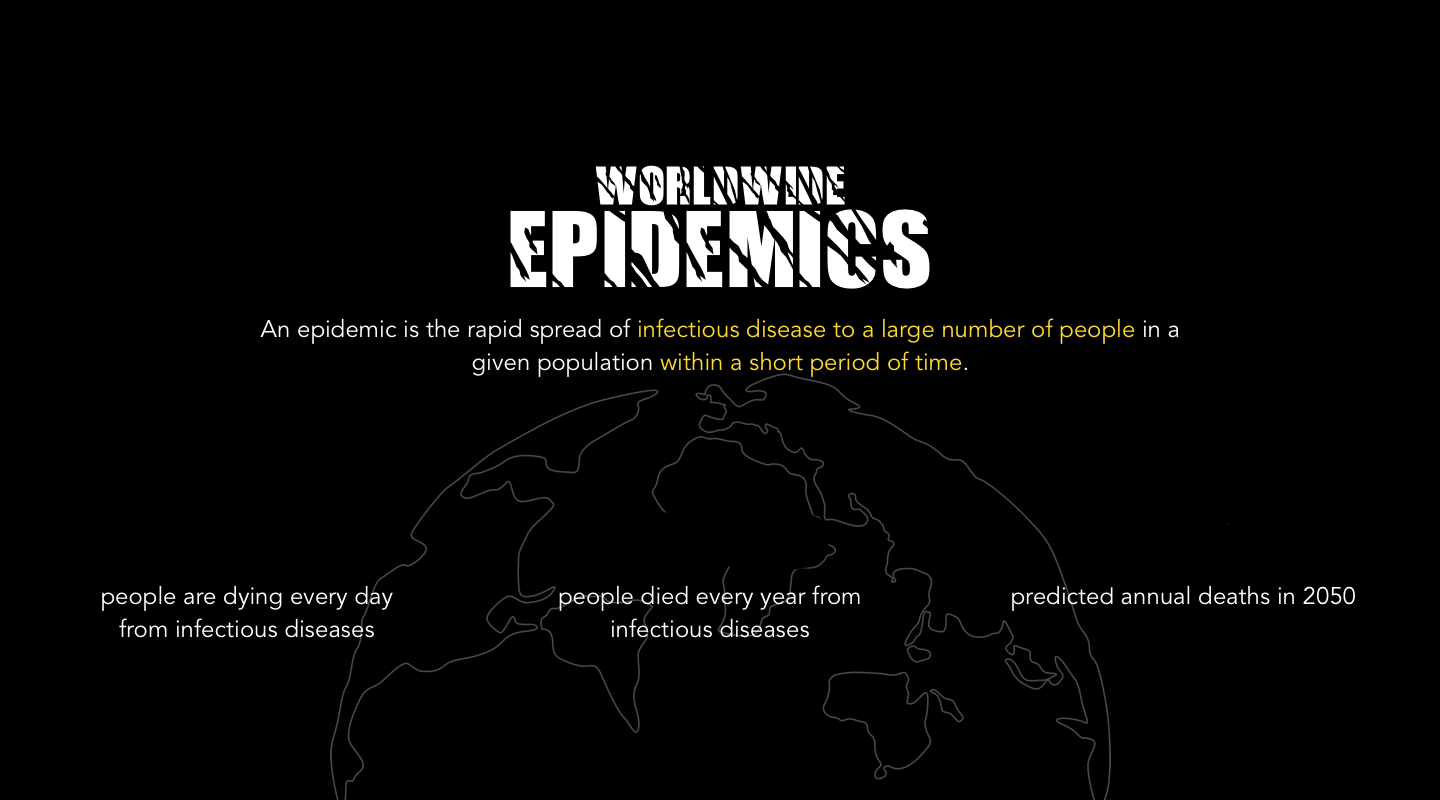 WORLDWIDE
EPIDEMICS
An epidemic is the rapid spread of infectious disease to a large number of people in a
given population within a short period of time.
people are dying every day
from infectious diseases
people died every year from
infectious diseases
predicted annual deaths in 2050